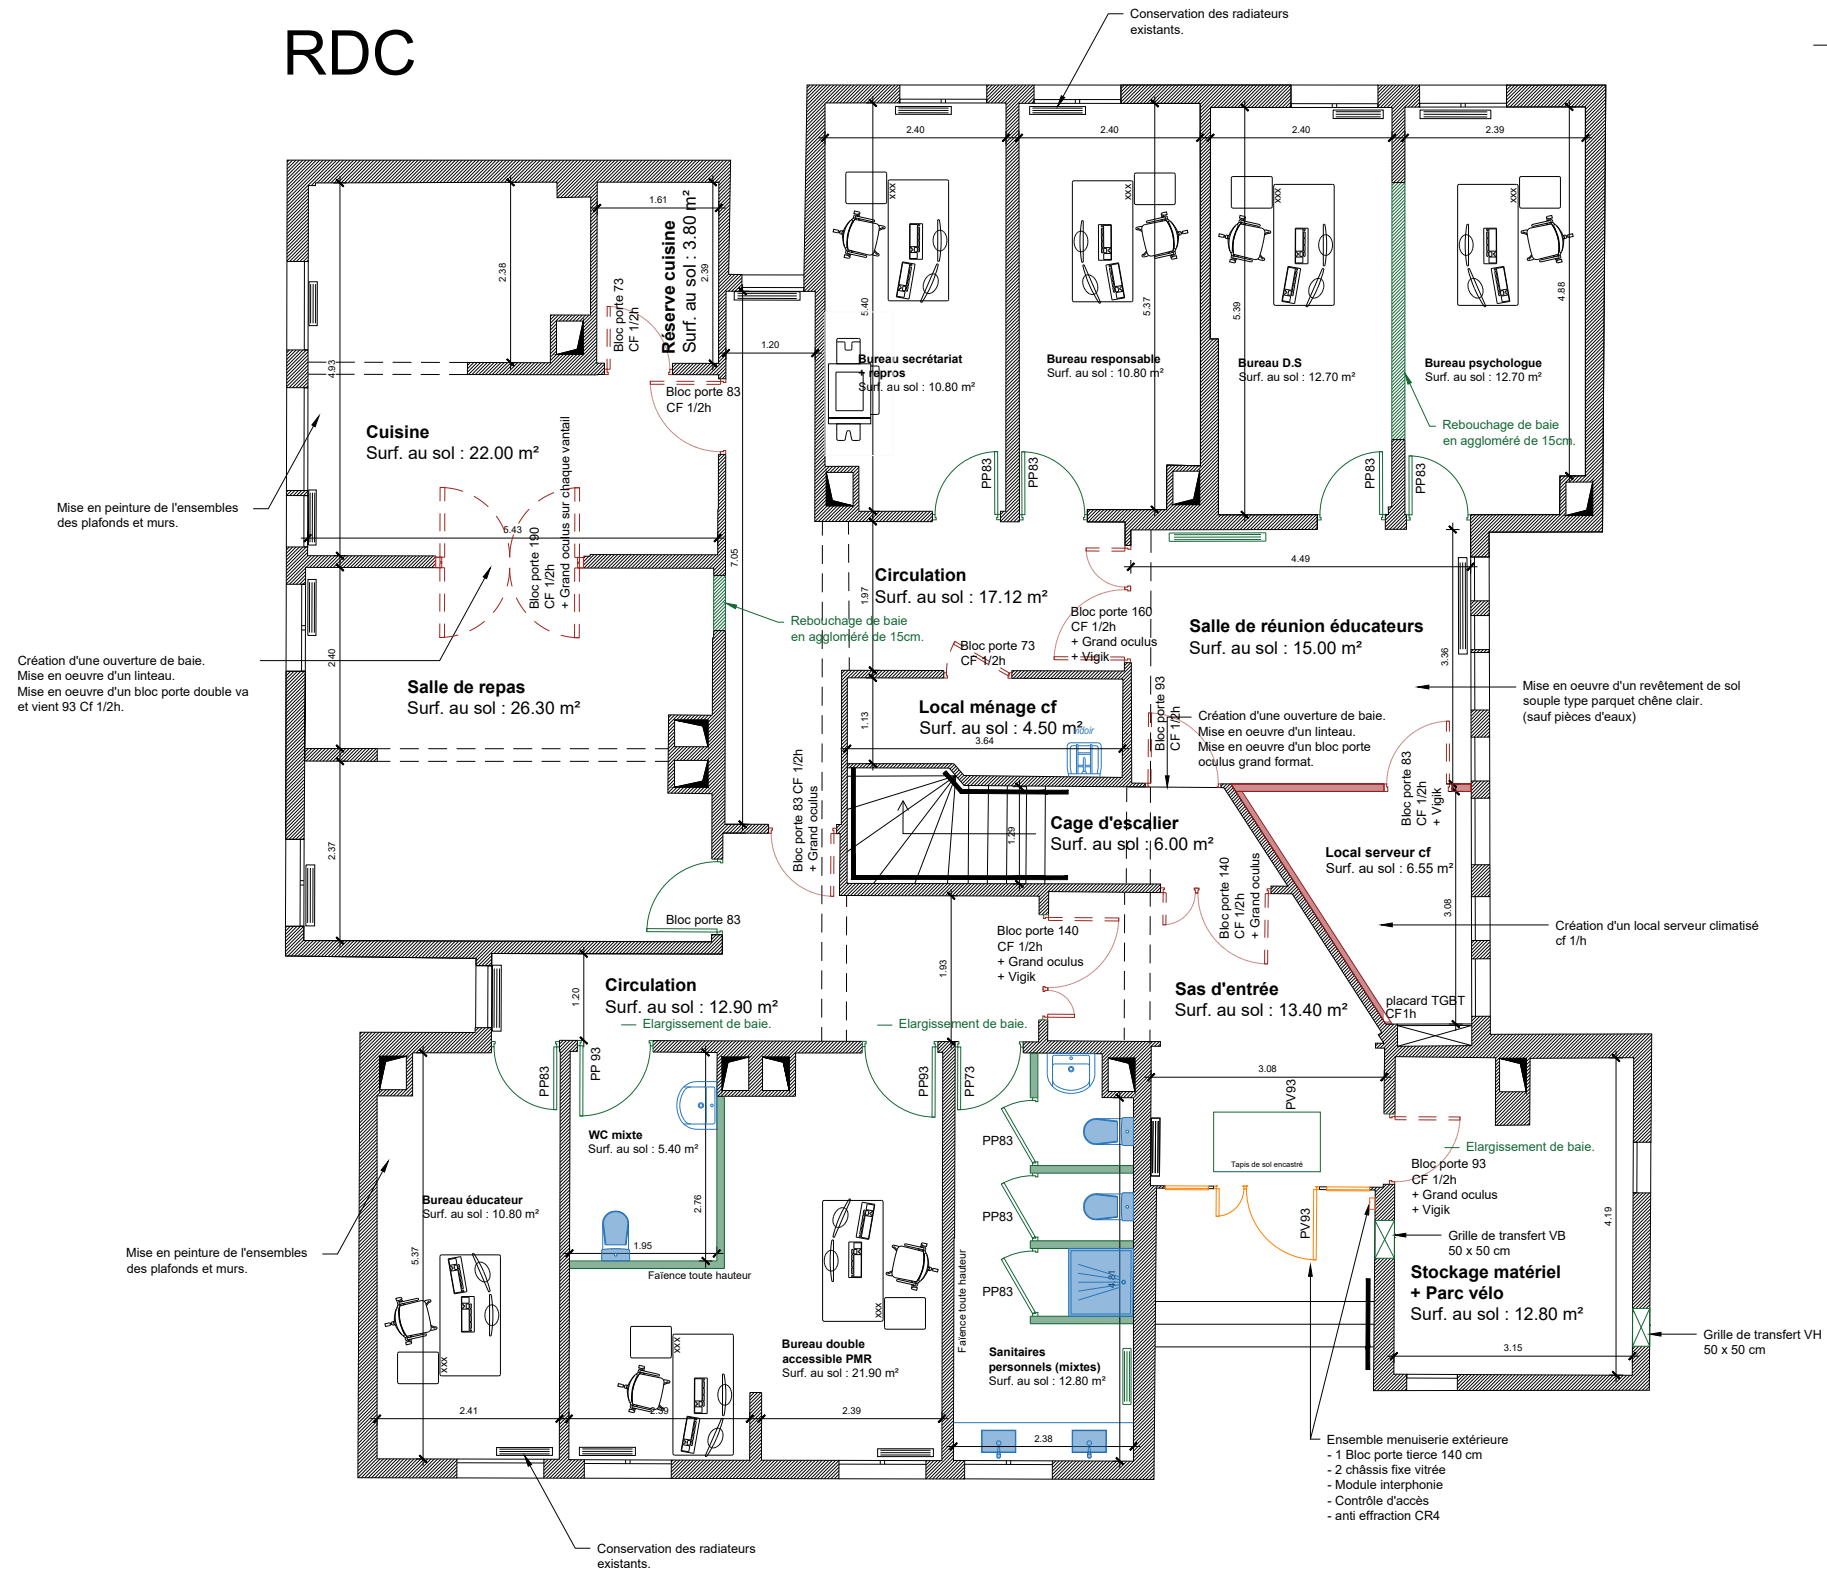 RDC
Conservation des radiateurs
existants.
2.40
2.40
2.40
2.39
1.61
Réserve cuisine
Surf. au sol : 3.80 m²
2.38
2.39
Bloc porte 73
CF 1/2h
XXX
XXX
XXX
XXX
5.40
5.37
5.39
4.88
1.20
Bureau secrétariat
+ repros
Surf. au sol : 10.80 m²
Bureau responsable
Surf. au sol : 10.80 m²
Bureau D.S
Surf. au sol : 12.70 m²
Bureau psychologue
Surf. au sol : 12.70 m²
4.93
Bloc porte 83
CF 1/2h
Cuisine
Surf. au sol : 22.00 m²
Rebouchage de baie
en aggloméré de 15cm.
PP83
PP83
PP83
PP83
Mise en peinture de l'ensembles
des plafonds et murs.
5.43
Bloc porte 190
CF 1/2h
+ Grand oculus sur chaque vantail
7.05
4.49
Circulation
Surf. au sol : 17.12 m²
1.97
Bloc porte 160
CF 1/2h
+ Grand oculus
+ Vigik
Rebouchage de baie
en aggloméré de 15cm.
Salle de réunion éducateurs
Surf. au sol : 15.00 m²
3.36
Création d'une ouverture de baie.
Mise en oeuvre d'un linteau.
Mise en oeuvre d'un bloc porte double va
et vient 93 Cf 1/2h.
2.40
Bloc porte 73
CF 1/2h
Salle de repas
Surf. au sol : 26.30 m²
Local ménage cf
Surf. au sol : 4.50 m²
1.13
3.64
vidoir
Bloc porte 93
CF 1/2h
Création d'une ouverture de baie.
Mise en oeuvre d'un linteau.
Mise en oeuvre d'un bloc porte
oculus grand format.
Mise en oeuvre d'un revêtement de sol
souple type parquet chêne clair.
(sauf pièces d'eaux)
Bloc porte 83
CF 1/2h
+ Vigik
2.37
Bloc porte 83 CF 1/2h
+ Grand oculus
Cage d'escalier
Surf. au sol : 6.00 m²
1.29
Local serveur cf
Surf. au sol : 6.55 m²
3.08
Bloc porte 140
CF 1/2h
+ Grand oculus
Bloc porte 83
Bloc porte 140
CF 1/2h
+ Grand oculus
+ Vigik
1.93
Création d'un local serveur climatisé
cf 1/h
Circulation
Surf. au sol : 12.90 m²
1.20
Elargissement de baie.
Elargissement de baie.
Sas d'entrée
Surf. au sol : 13.40 m²
placard TGBT
CF1h
PP83
PP 93
PP93
PP73
3.08
PV93
Tapis de sol encastré
WC mixte
Surf. au sol : 5.40 m²
2.76
1.95
Faïence toute hauteur
PP83
PP83
PP83
Faïence toute hauteur
4.81
Elargissement de baie.
Bloc porte 93
CF 1/2h
+ Grand oculus
+ Vigik
4.19
PV93
Grille de transfert VB
50 x 50 cm
Bureau éducateur
Surf. au sol : 10.80 m²
5.37
Mise en peinture de l'ensembles
des plafonds et murs.
Stockage matériel
+ Parc vélo
Surf. au sol : 12.80 m²
3.15
Grille de transfert VH
50 x 50 cm
XXX
XXX
XXX
Bureau double
accessible PMR
Surf. au sol : 21.90 m²
Sanitaires
personnels (mixtes)
Surf. au sol : 12.80 m²
2.41
2.39
2.39
2.38
Ensemble menuiserie extérieure
- 1 Bloc porte tierce 140 cm
- 2 châssis fixe vitrée
- Module interphonie
- Contrôle d'accès
- anti effraction CR4
Conservation des radiateurs
existants.